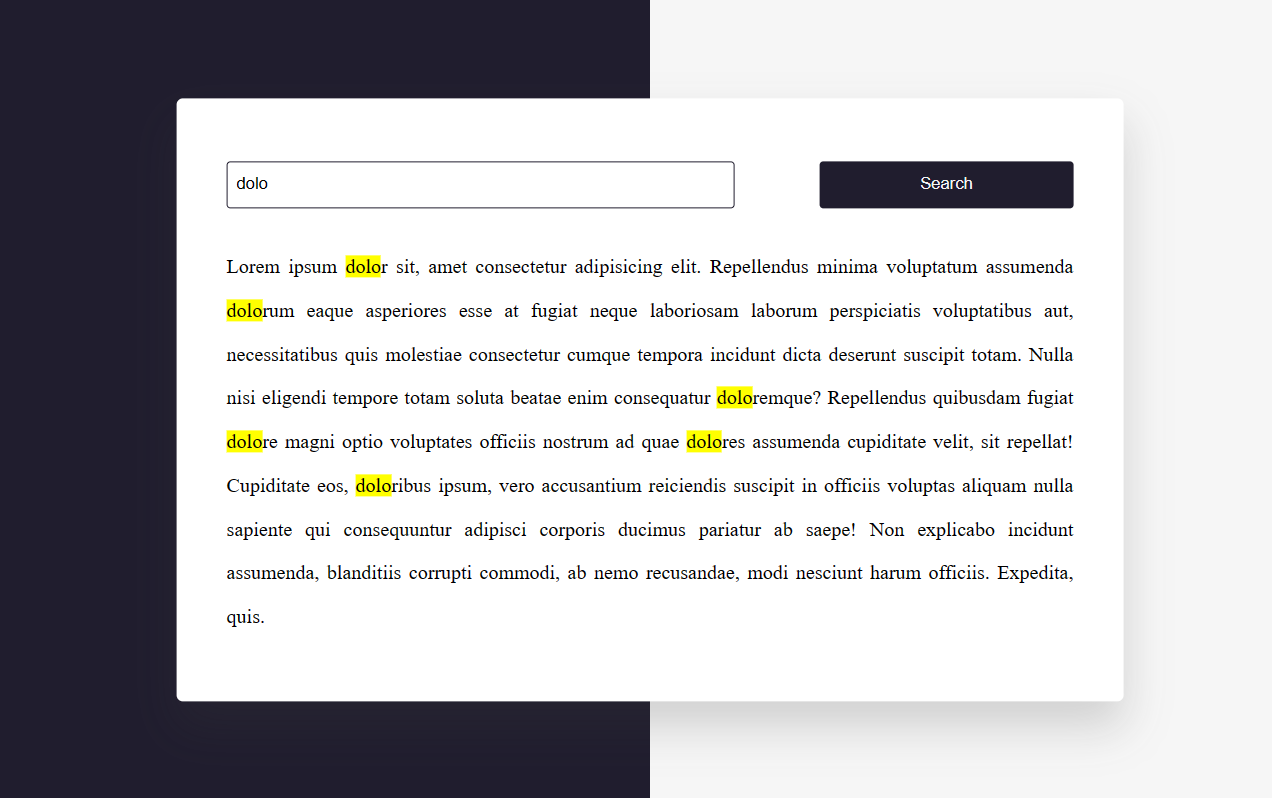 dolo
Search
Lorem ipsum dolor sit, amet consectetur adipisicing elit. Repellendus minima voluptatum assumenda
dolorum eaque asperiores esse at fugiat neque laboriosam laborum perspiciatis voluptatibus aut,
necessitatibus quis molestiae consectetur cumque tempora incidunt dicta deserunt suscipit totam. Nulla
nisi eligendi tempore totam soluta beatae enim consequatur doloremque? Repellendus quibusdam fugiat
dolore magni optio voluptates officiis nostrum ad quae dolores assumenda cupiditate velit, sit repellat!
Cupiditate eos, doloribus ipsum, vero accusantium reiciendis suscipit in officiis voluptas aliquam nulla
sapiente qui consequuntur adipisci corporis ducimus pariatur ab saepe! Non explicabo incidunt
assumenda, blanditiis corrupti commodi, ab nemo recusandae, modi nesciunt harum officiis. Expedita,
quis.